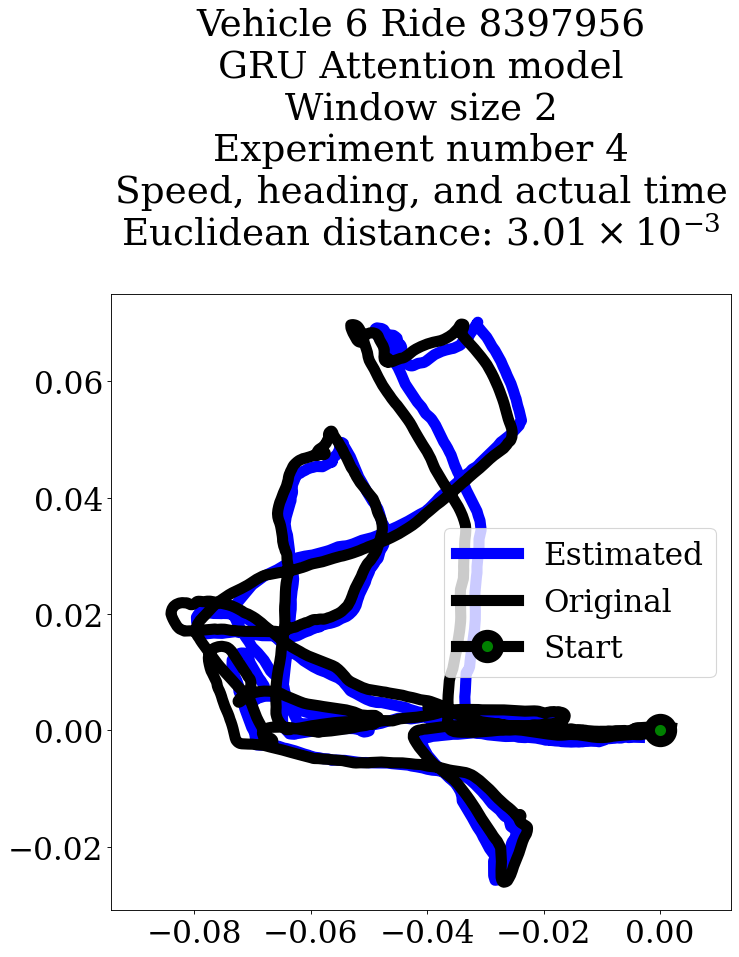 Vehicle 6 Ride 8397956
GRU Attention model
Window size 2
Experiment number 4
Speed, heading, and actual time
Euclidean distance: 3.01 × 10⁻³
0.06
0.04
0.02
0.00
−0.02
Estimated
Original
Start
−0.08 −0.06 −0.04 −0.02 0.00